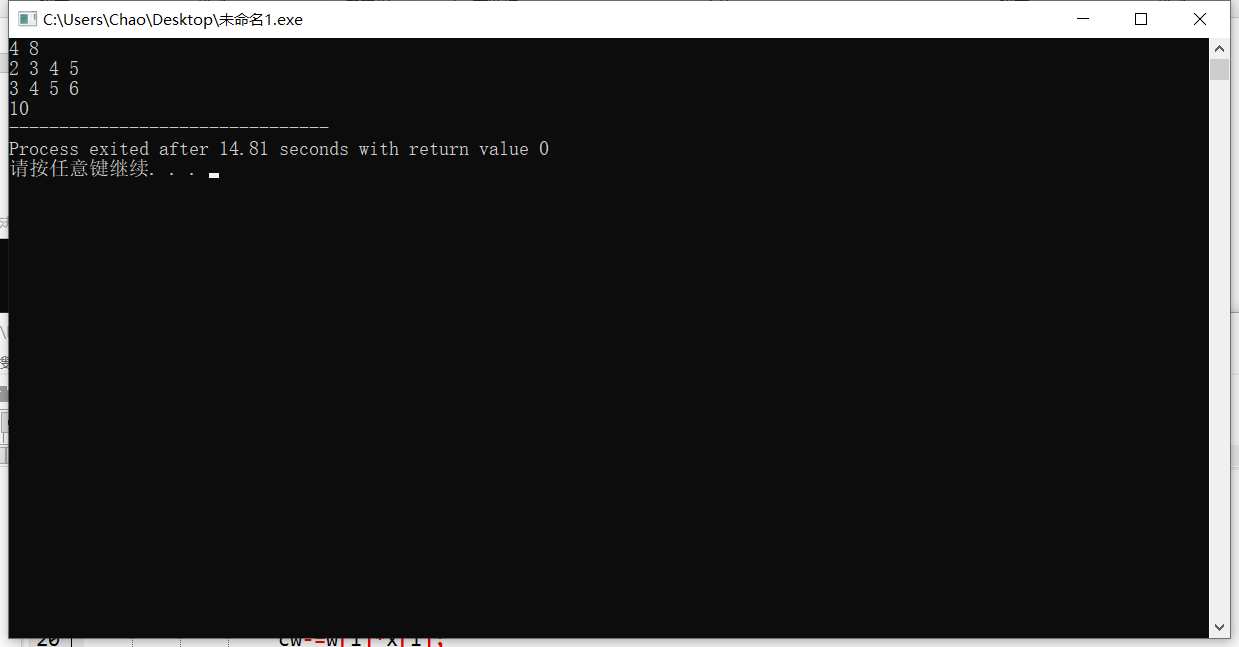 C:\Users\Chao\Desktop\未命名1.exe
4 8
2 3 4 5
3 4 5 6
10
--------------------------------
Process exited after 14.81 seconds with return value 0
请按任意键继续. . .